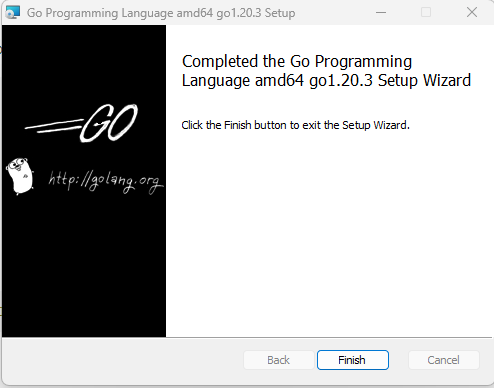 Go Programming Language amd64 go1.20.3 Setup
Completed the Go Programming
Language amd64 go1.20.3 Setup Wizard
Click the Finish button to exit the Setup Wizard.
GO
http://golang.org
Back
Finish
Cancel